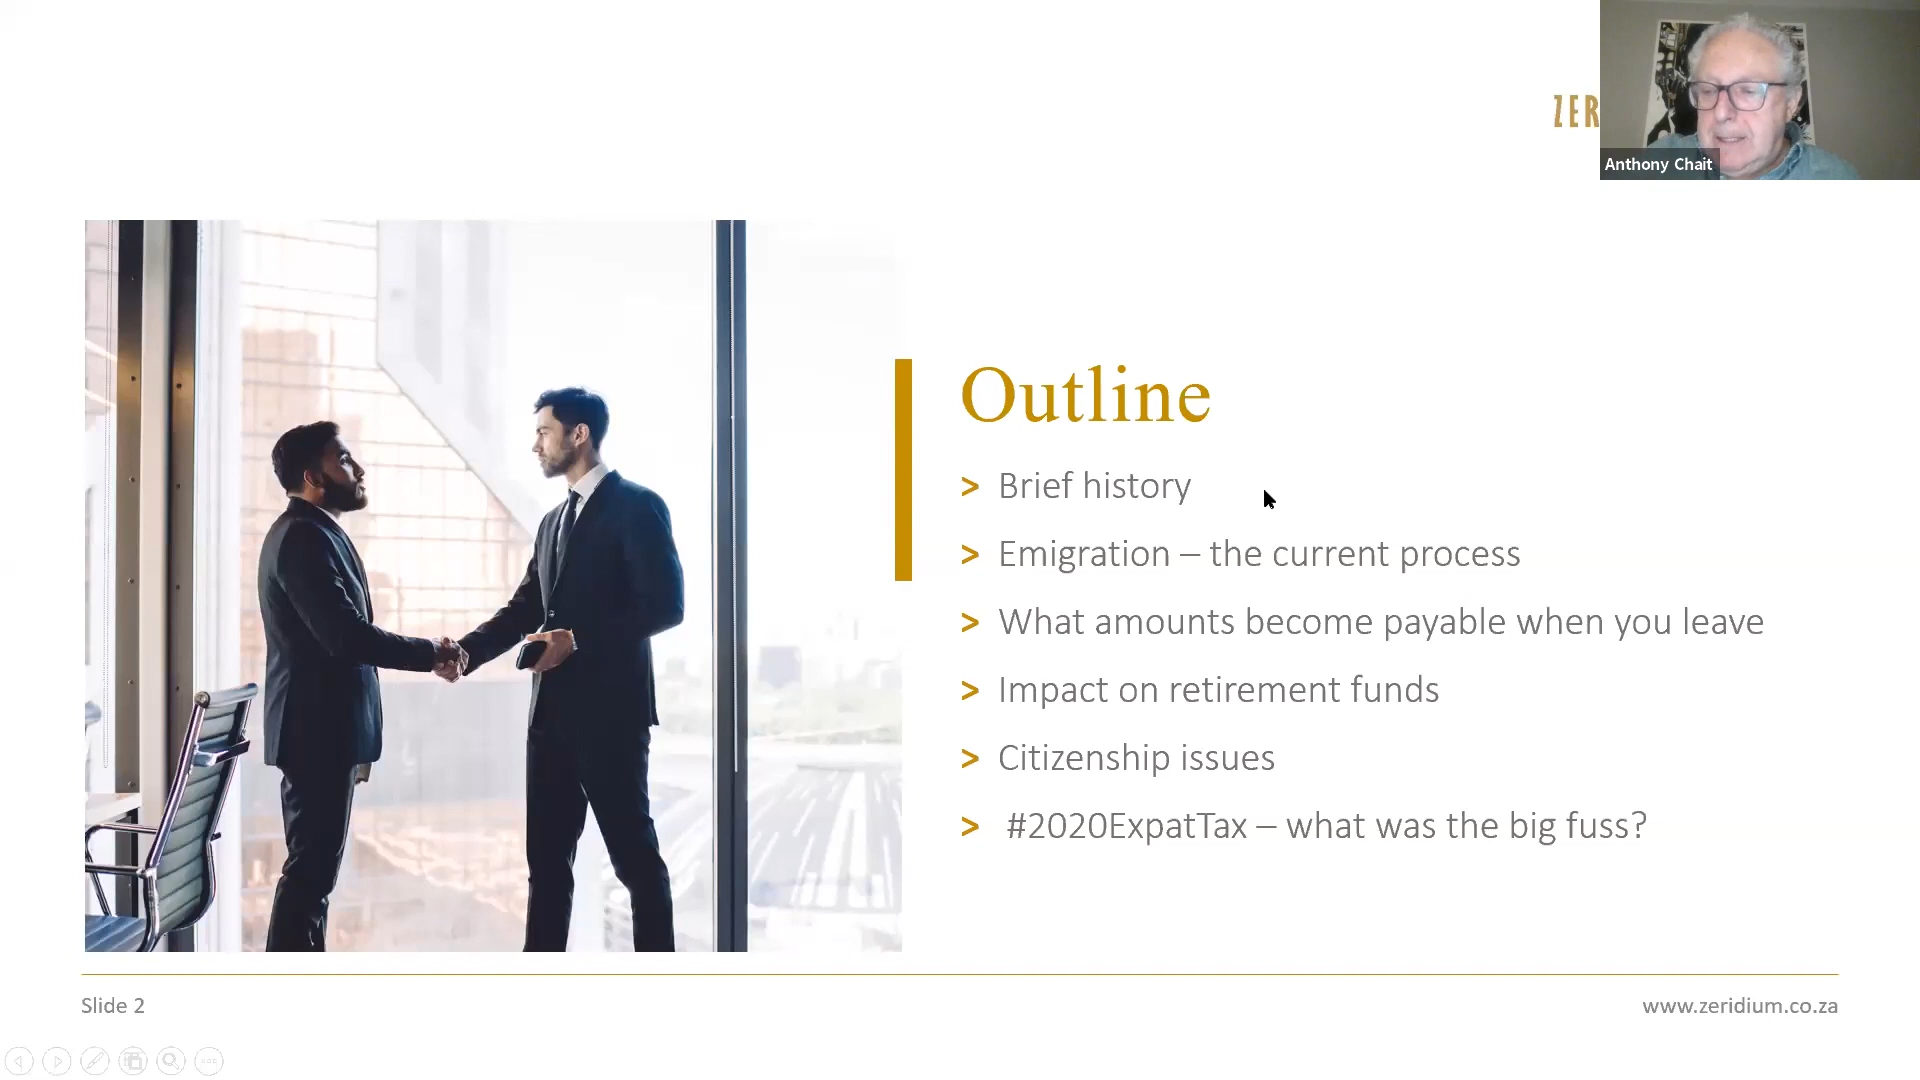 ZER
Anthony Chait
Outline
> Brief history
> Emigration – the current process
> What amounts become payable when you leave
> Impact on retirement funds
> Citizenship issues
> #2020ExpatTax – what was the big fuss?
Slide 2
www.zeridium.co.za